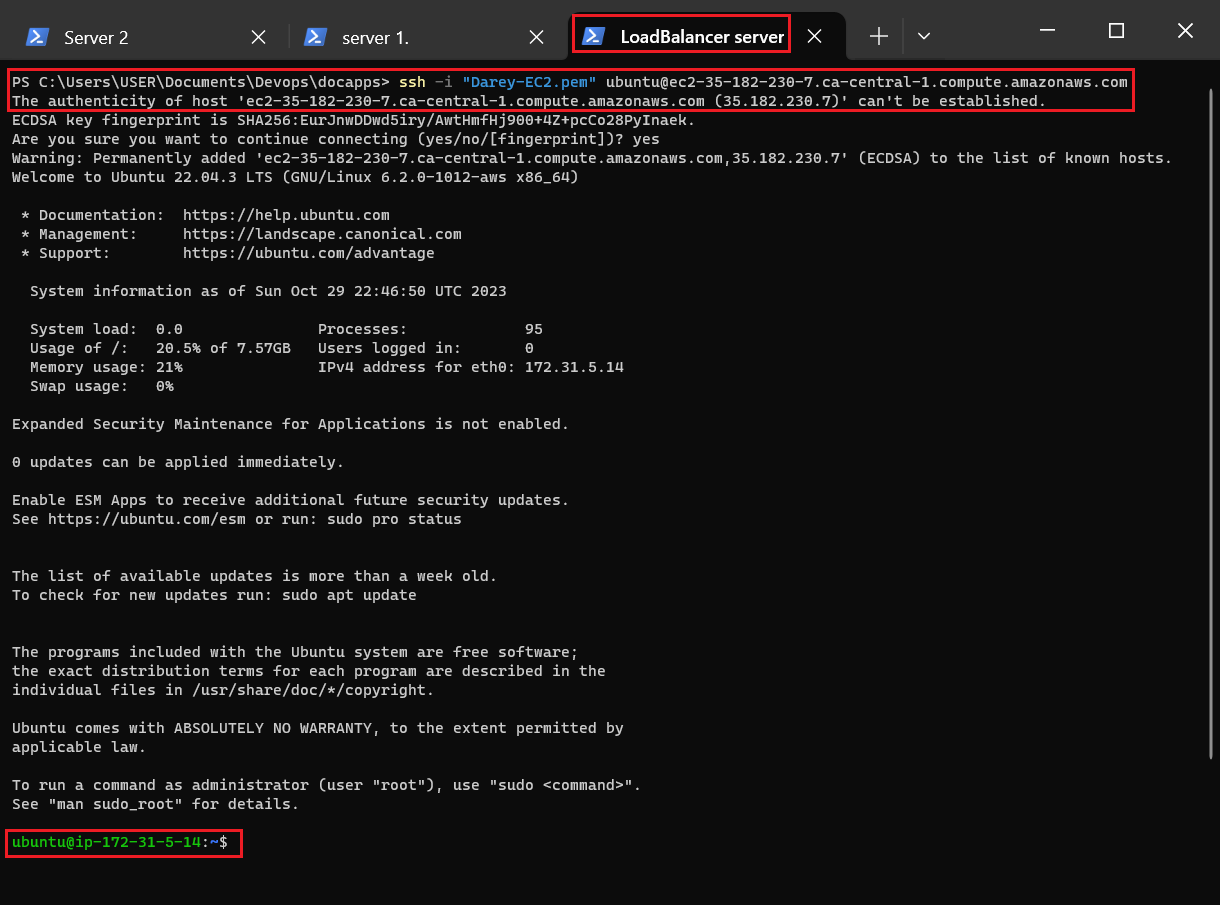 Server 2
server 1.
LoadBalancer server
PS C:\Users\USER\Documents\Devops\docapps> ssh -i "Darey-EC2.pem" ubuntu@ec2-35-182-230-7.ca-central-1.compute.amazonaws.com
The authenticity of host 'ec2-35-182-230-7.ca-central-1.compute.amazonaws.com (35.182.230.7)' can't be established.
ECDSA key fingerprint is SHA256:EurJnwDDwd5iry/AwtHmfHj900+4Z+pcCo28PyInaek.
Are you sure you want to continue connecting (yes/no/[fingerprint])? yes
Warning: Permanently added 'ec2-35-182-230-7.ca-central-1.compute.amazonaws.com,35.182.230.7' (ECDSA) to the list of known hosts.
Welcome to Ubuntu 22.04.3 LTS (GNU/Linux 6.2.0-1012-aws x86_64)
* Documentation: https://help.ubuntu.com
* Management: https://landscape.canonical.com
* Support: https://ubuntu.com/advantage
System information as of Sun Oct 29 22:46:50 UTC 2023
System load: 0.0 Processes: 95
Usage of /: 20.5% of 7.57GB Users logged in: 0
Memory usage: 21% IPv4 address for eth0: 172.31.5.14
Swap usage: 0%
Expanded Security Maintenance for Applications is not enabled.
0 updates can be applied immediately.
Enable ESM Apps to receive additional future security updates.
See https://ubuntu.com/esm or run: sudo pro status
The list of available updates is more than a week old.
To check for new updates run: sudo apt update
The programs included with the Ubuntu system are free software;
the exact distribution terms for each program are described in the
individual files in /usr/share/doc/*/copyright.
Ubuntu comes with ABSOLUTELY NO WARRANTY, to the extent permitted by
applicable law.
To run a command as administrator (user "root"), use "sudo <command>".
See "man sudo_root" for details.
ubuntu@ip-172-31-5-14:~$